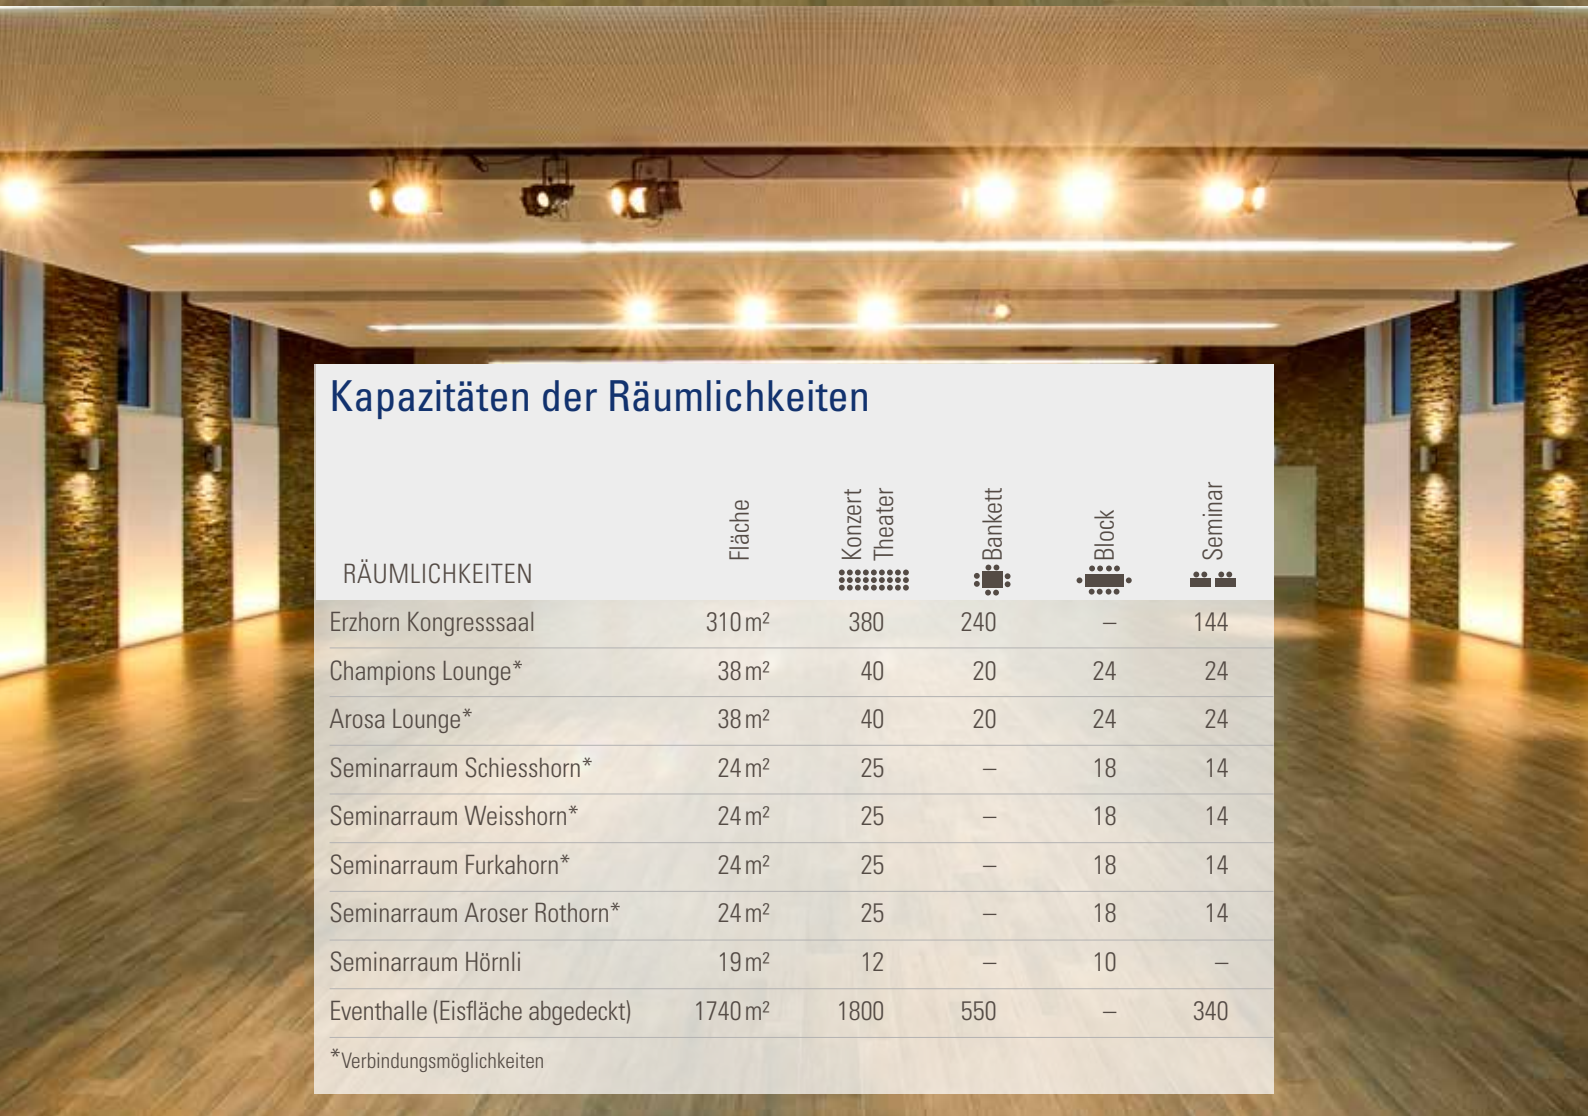 Kapazitäten der Räumlichkeiten
RÄUMLICHKEITEN Fläche Konzert Theater Bankett Block Seminar
Erzhorn Kongresssaal 310 m² 380 240 – 144
Champions Lounge* 38 m² 40 20 24 24
Arosa Lounge* 38 m² 40 20 24 24
Seminarraum Schiesshorn* 24 m² 25 – 18 14
Seminarraum Weisshorn* 24 m² 25 – 18 14
Seminarraum Furkahorn* 24 m² 25 – 18 14
Seminarraum Aroser Rothorn* 24 m² 25 – 18 14
Seminarraum Hörnli 19 m² 12 – 10 –
Eventhalle (Eisfläche abgedeckt) 1740 m² 1800 550 – 340
*Verbindungsmöglichkeiten